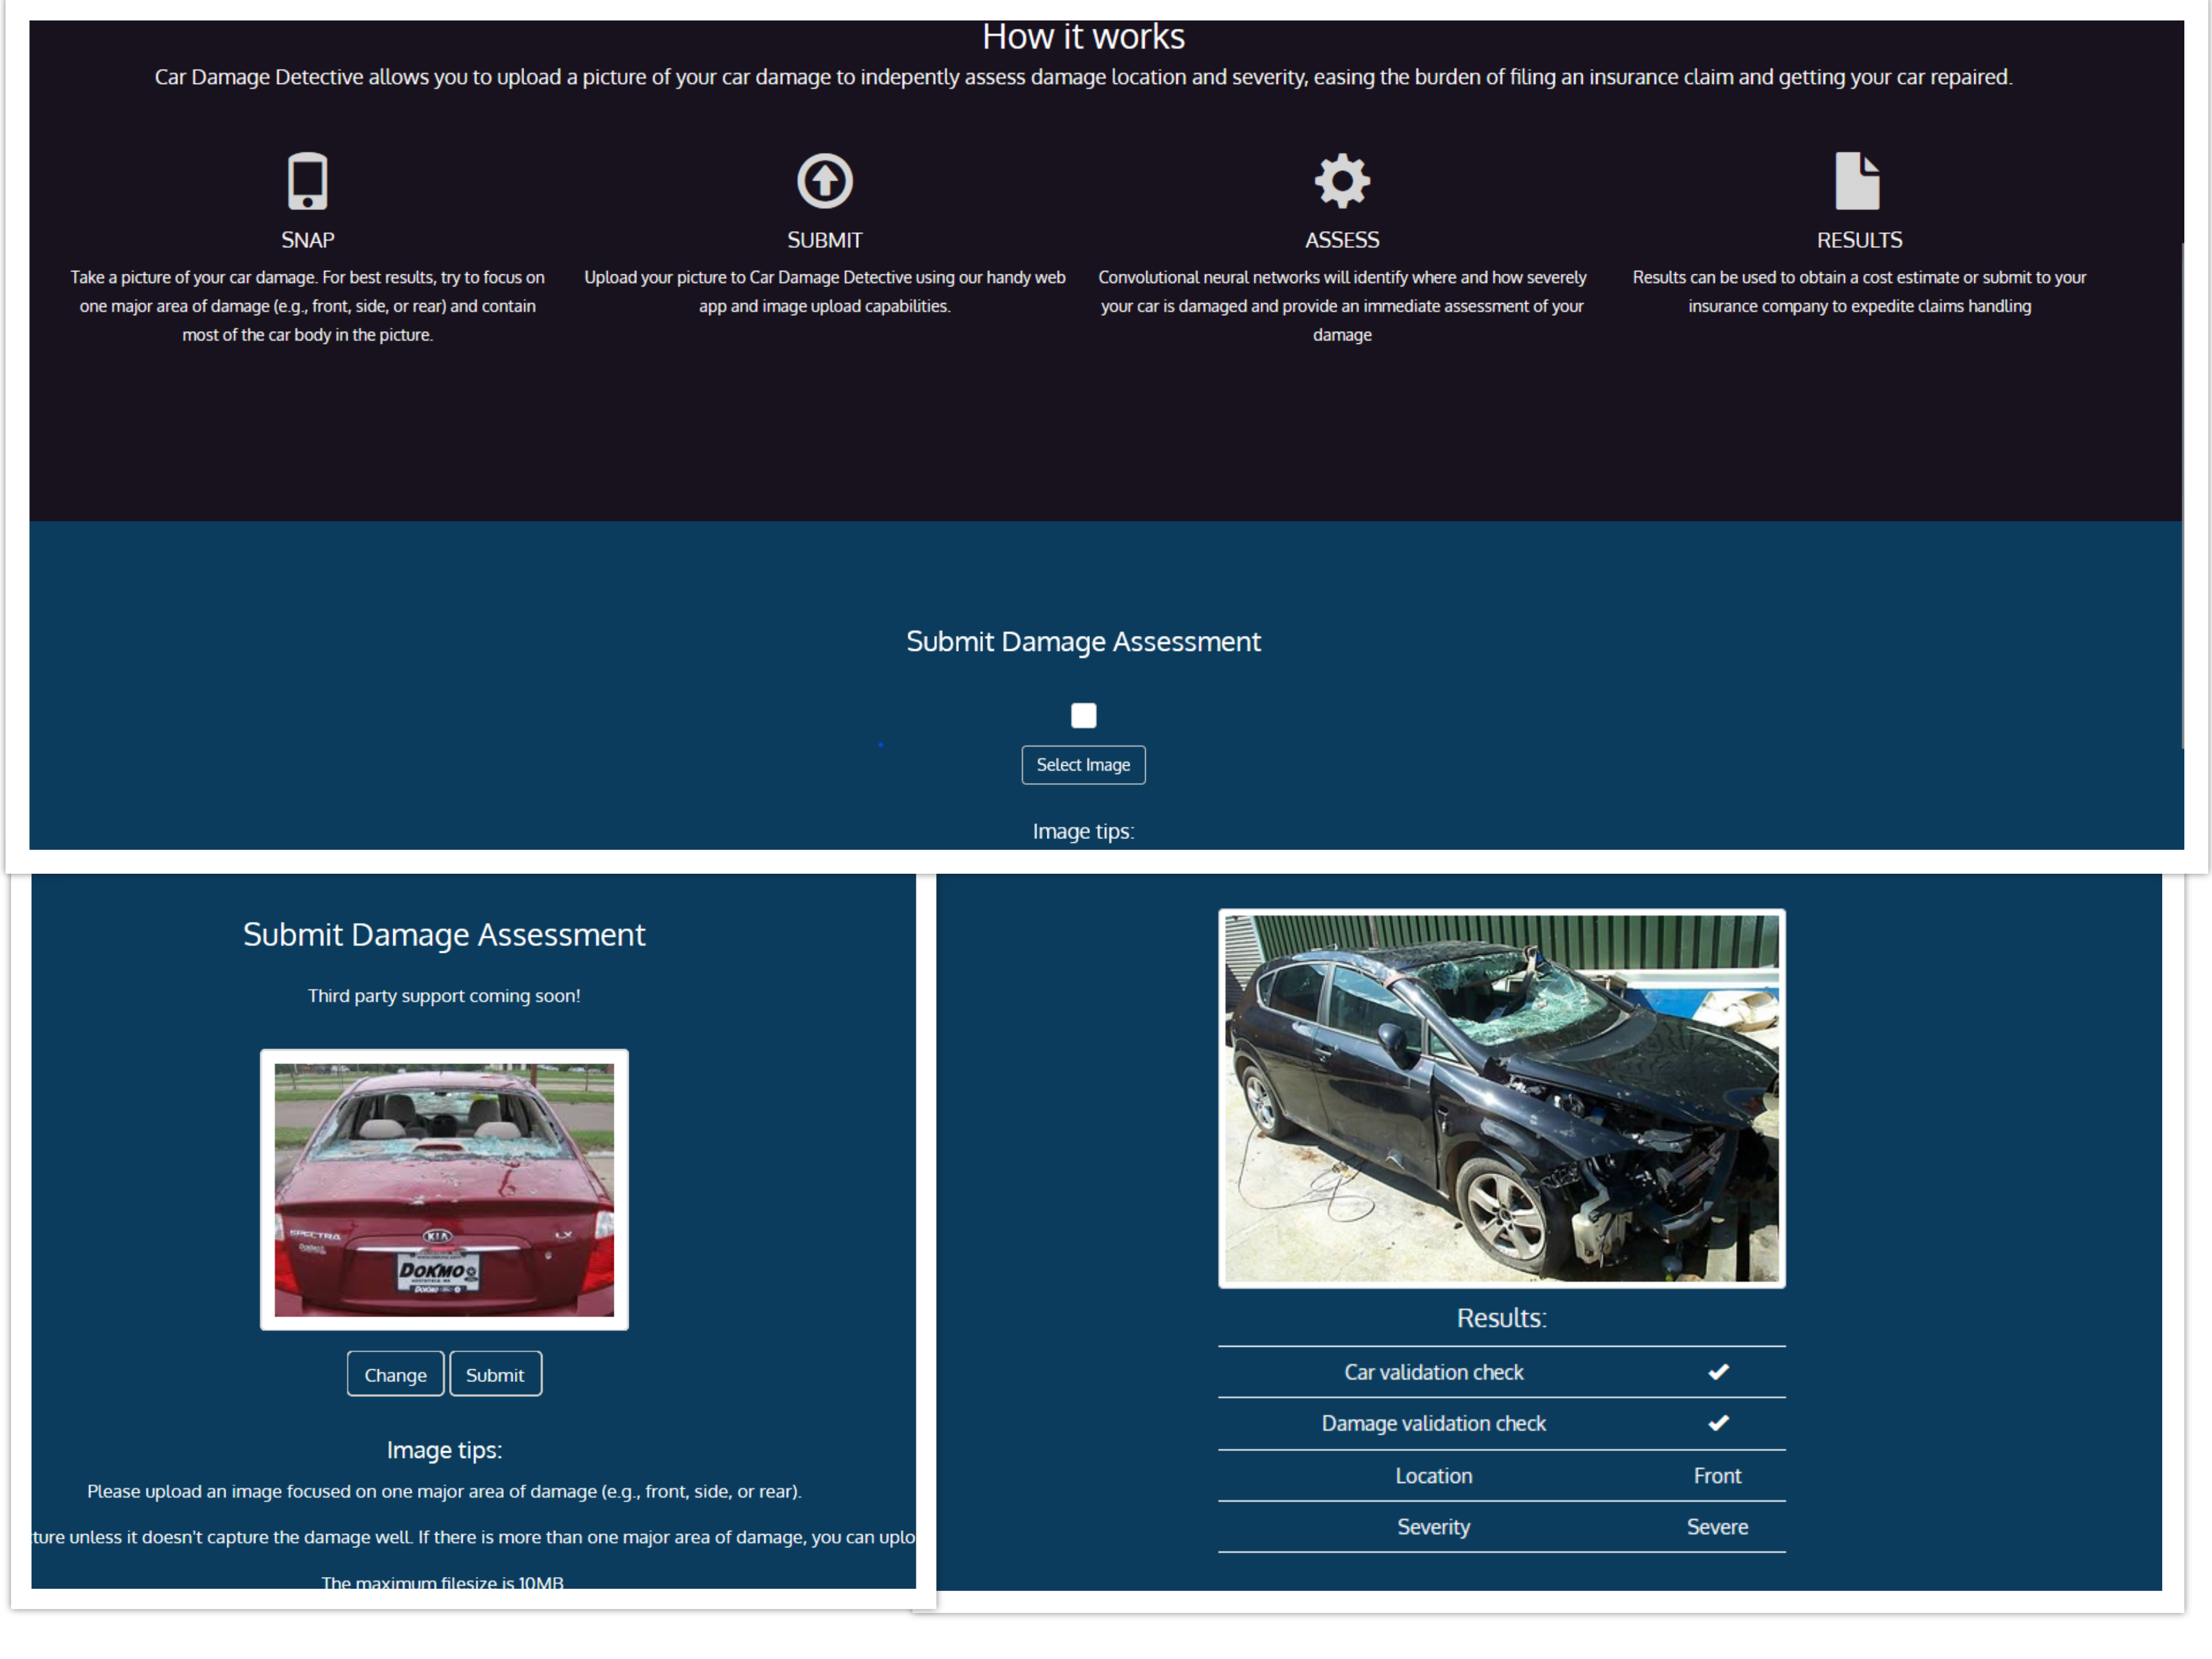 How it works
Car Damage Detective allows you to upload a picture of your car damage to indepently assess damage location and severity, easing the burden of filing an insurance claim and getting your car repaired.
SNAP
Take a picture of your car damage. For best results, try to focus on
one major area of damage (e.g., front, side, or rear) and contain
most of the car body in the picture.
SUBMIT
Upload your picture to Car Damage Detective using our handy web
app and image upload capabilities.
ASSESS
Convolutional neural networks will identify where and how severely
your car is damaged and provide an immediate assessment of your
damage
RESULTS
Results can be used to obtain a cost estimate or submit to your
insurance company to expedite claims handling
Submit Damage Assessment
Select Image
Image tips:
Submit Damage Assessment
Third party support coming soon!
SPECTRA
KIA
LX
DOKMO
Change Submit
Image tips:
Please upload an image focused on one major area of damage (e.g., front, side, or rear).
ture unless it doesn't capture the damage well. If there is more than one major area of damage, you can uplo
The maximum filesize is 10MB
Results:
Car validation check ✔
Damage validation check ✔
Location Front
Severity Severe